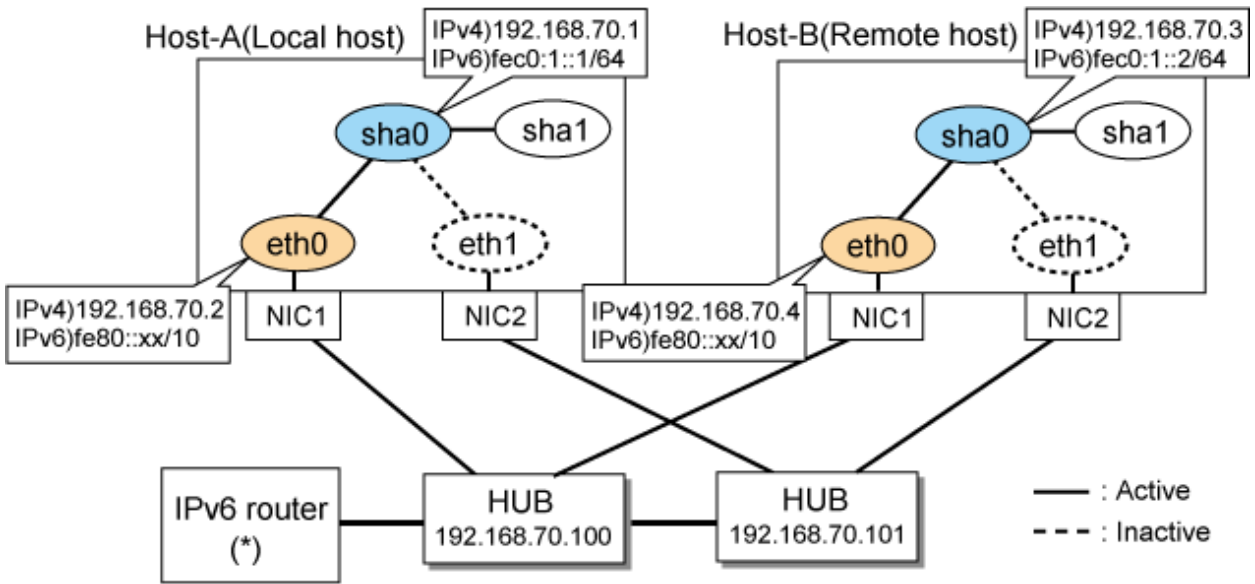 Host-A(Local host)
IPv4)192.168.70.1
IPv6)fec0:1::1/64
Host-B(Remote host)
IPv4)192.168.70.3
IPv6)fec0:1::2/64
sha0
sha1
sha0
sha1
eth0
eth1
eth0
eth1
IPv4)192.168.70.2
IPv6)fe80::xx/10
NIC1
NIC2
IPv4)192.168.70.4
IPv6)fe80::xx/10
NIC1
NIC2
IPv6 router
(*)
HUB
192.168.70.100
HUB
192.168.70.101
: Active
: Inactive